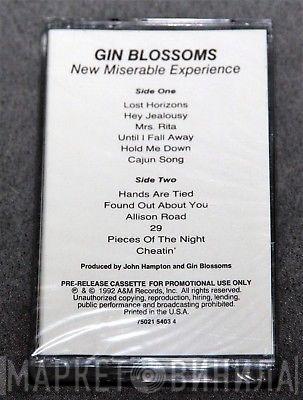 GIN BLOSSOMS
New Miserable Experience
Side One
Lost Horizons
Hey Jealousy
Mrs. Rita
Until I Fall Away
Hold Me Down
Cajun Song
Side Two
Hands Are Tied
Found Out About You
Allison Road
29
Pieces Of The Night
Cheatin'
Produced by John Hampton and Gin Blossoms
PRE-RELEASE CASSETTE FOR PROMOTIONAL USE ONLY
℗ & © 1992 A&M Records, Inc. All rights reserved.
Unauthorized copying, reproduction, hiring, lending,
public performance and broadcasting prohibited.
Printed in the U.S.A.
75021 5403 4
МАРКЕТ ВИНИЛА